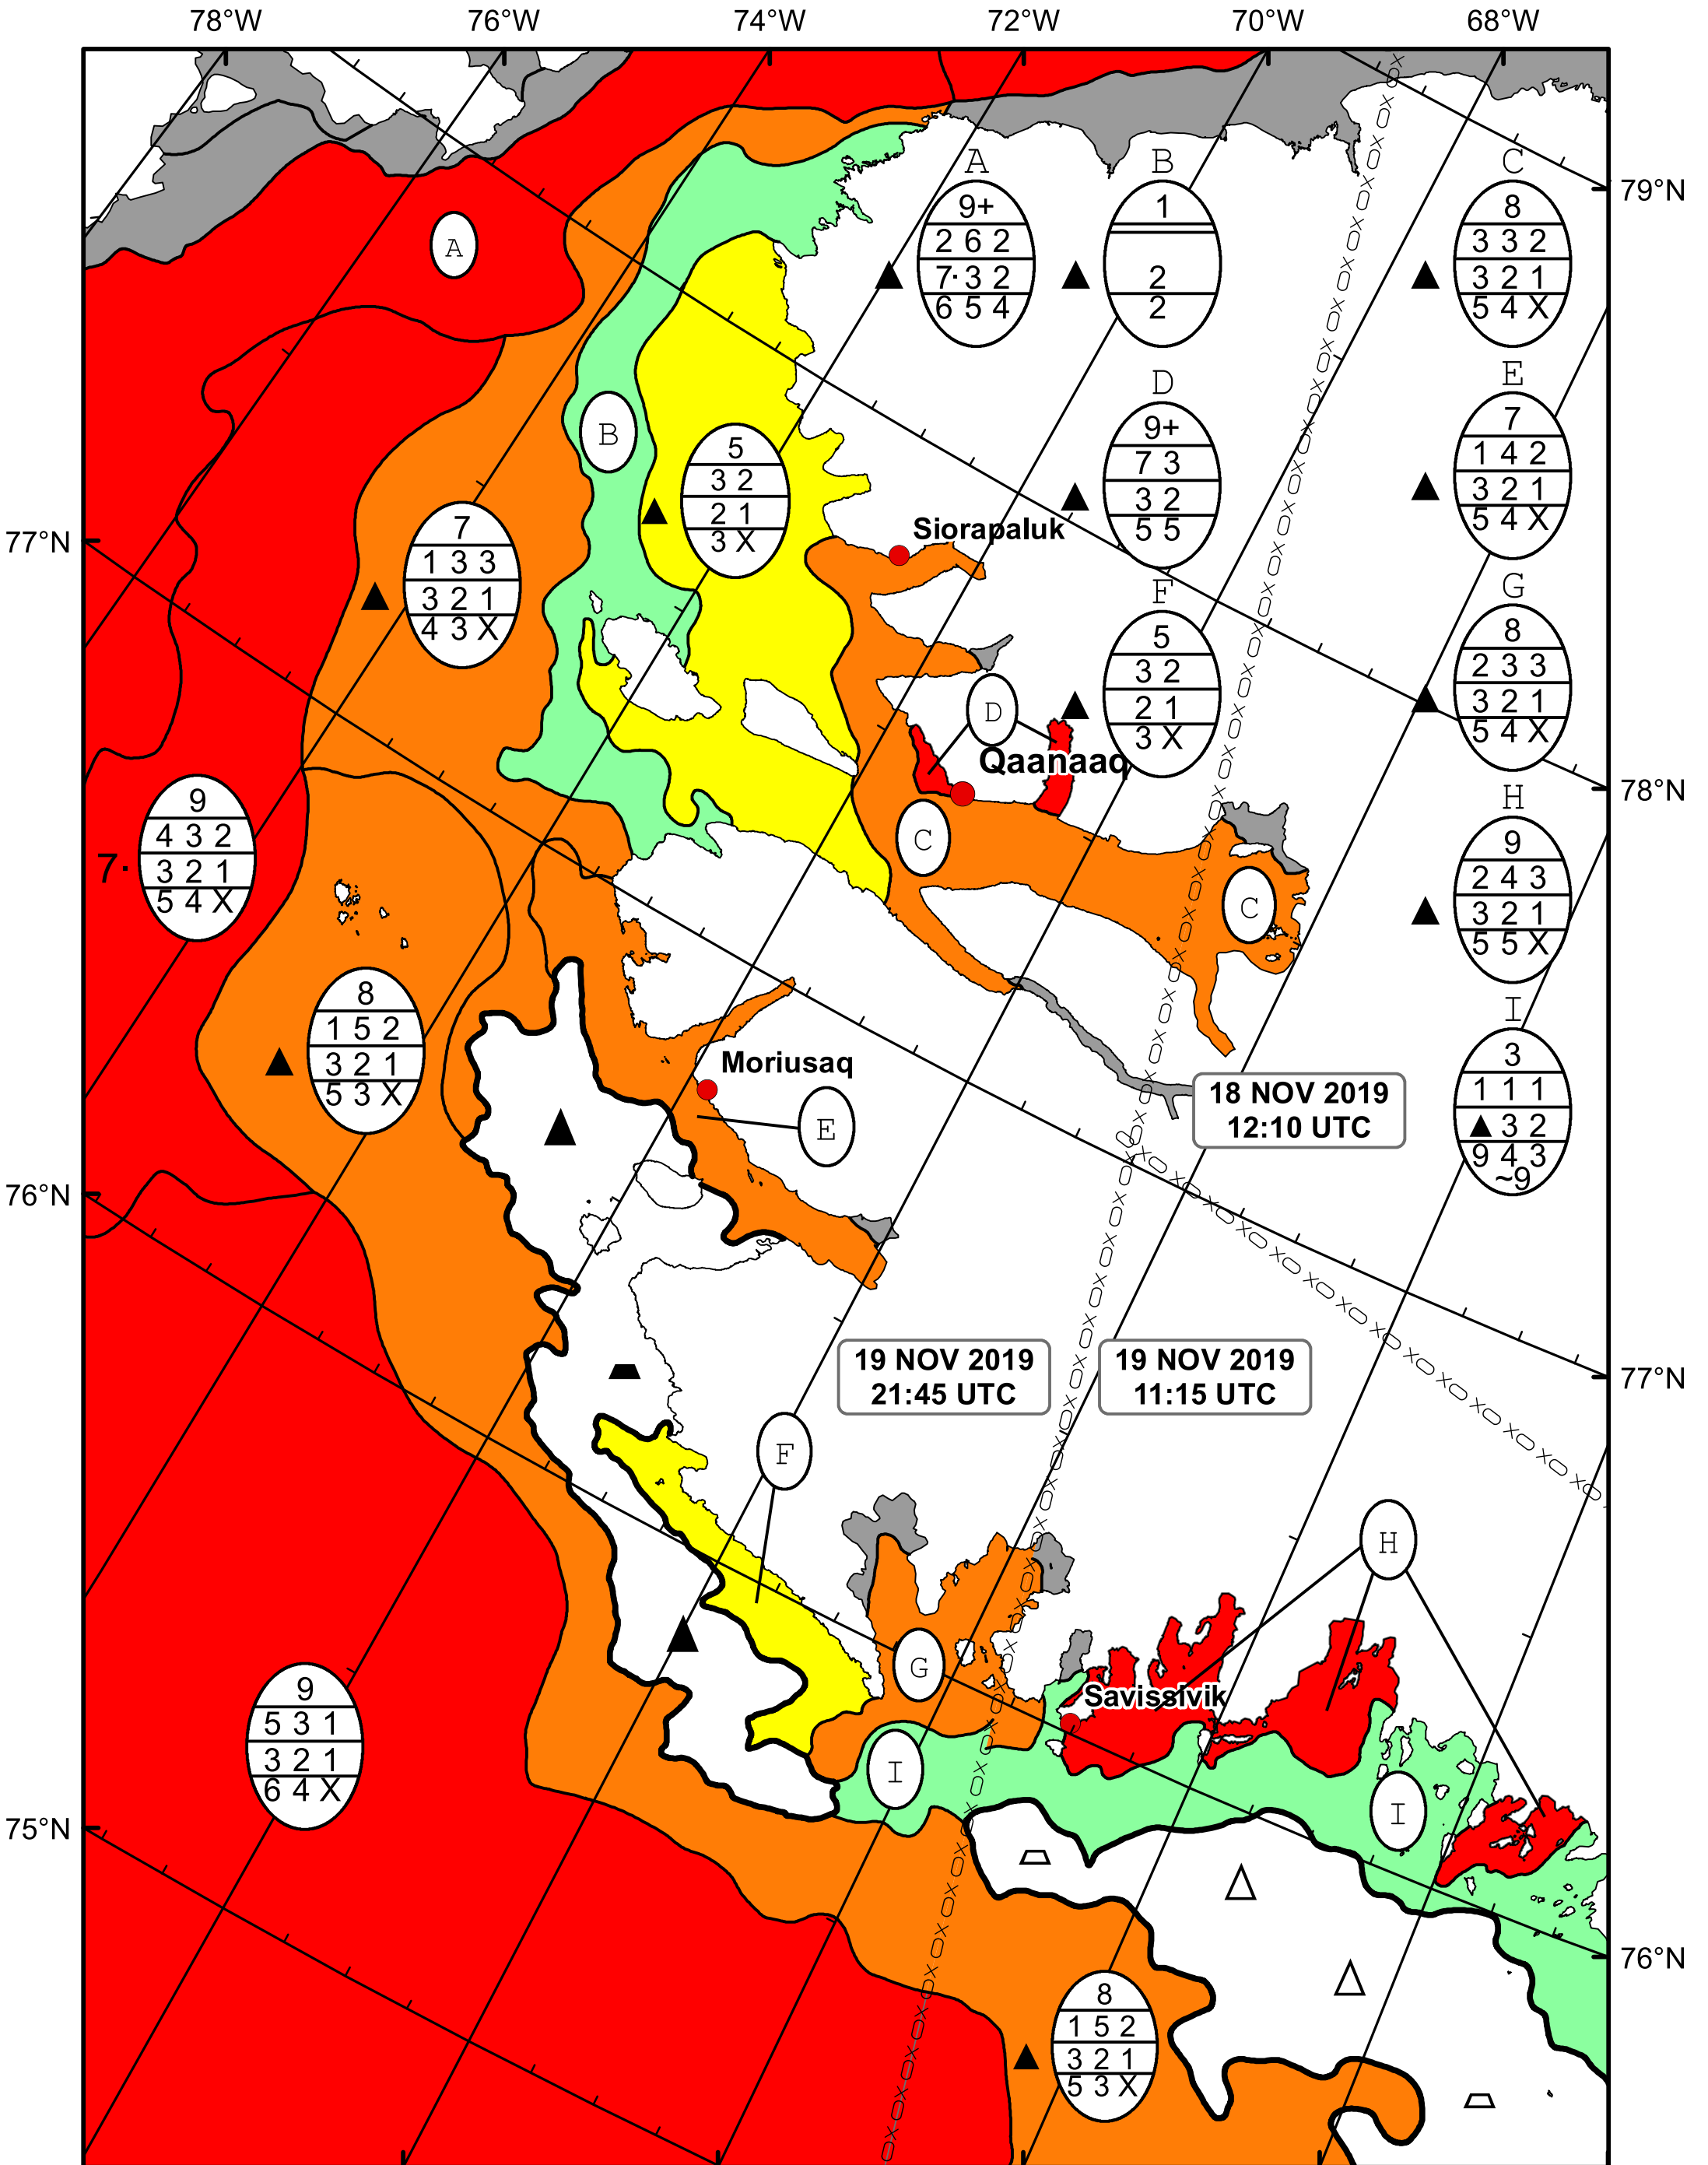 78°W 76°W 74°W 72°W 70°W 68°W
79°N
78°N
77°N
76°N
77°N
76°N
75°N
A
B
A
9+
2 6 2
7· 3 2
6 5 4
B
1
2
2
C
8
3 3 2
3 2 1
5 4 X
D
9+
7 3
3 2
5 5
E
7
1 4 2
3 2 1
5 4 X
F
5
3 2
2 1
3 X
G
8
2 3 3
3 2 1
5 4 X
H
9
2 4 3
3 2 1
5 5 X
I
3
1 1 1
▲ 3 2
9 4 3
~9
5
3 2
2 1
3 X
7
1 3 3
3 2 1
4 3 X
Siorapaluk
D
Qaanaaq
C
C
7·
9
4 3 2
3 2 1
5 4 X
8
1 5 2
3 2 1
5 3 X
Moriusaq
E
18 NOV 2019
12:10 UTC
19 NOV 2019
21:45 UTC
19 NOV 2019
11:15 UTC
F
H
G
Savissivik
I
I
9
5 3 1
3 2 1
6 4 X
8
1 5 2
3 2 1
5 3 X